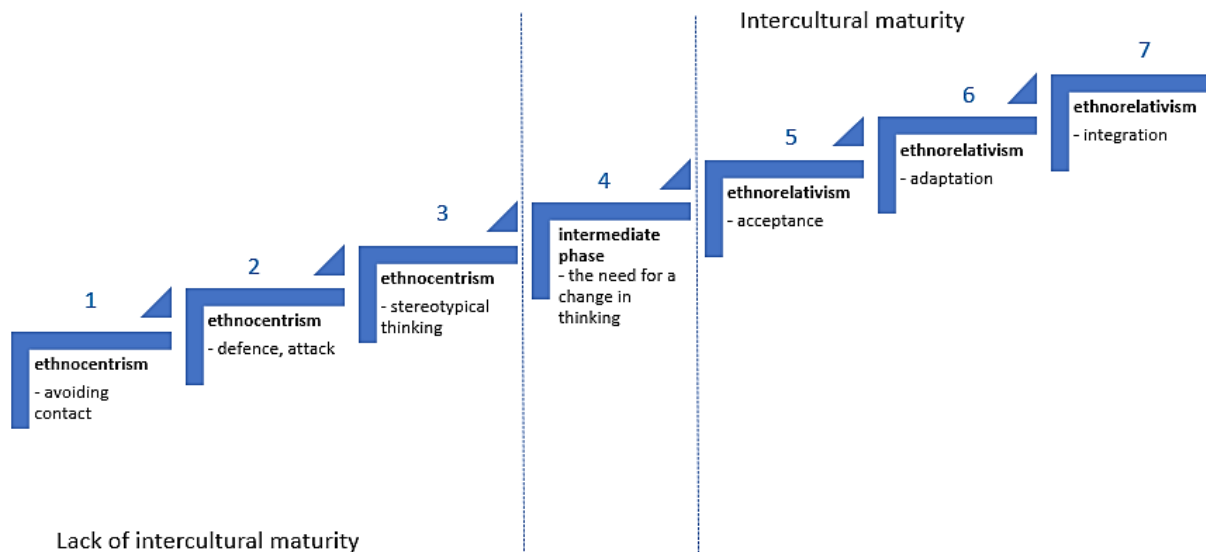 Intercultural maturity
1
ethnocentrism
- avoiding
contact
2
ethnocentrism
- defence, attack
3
ethnocentrism
- stereotypical
thinking
4
intermediate
phase
- the need for a
change in
thinking
5
ethnorelativism
- acceptance
6
ethnorelativism
- adaptation
7
ethnorelativism
- integration
Lack of intercultural maturity